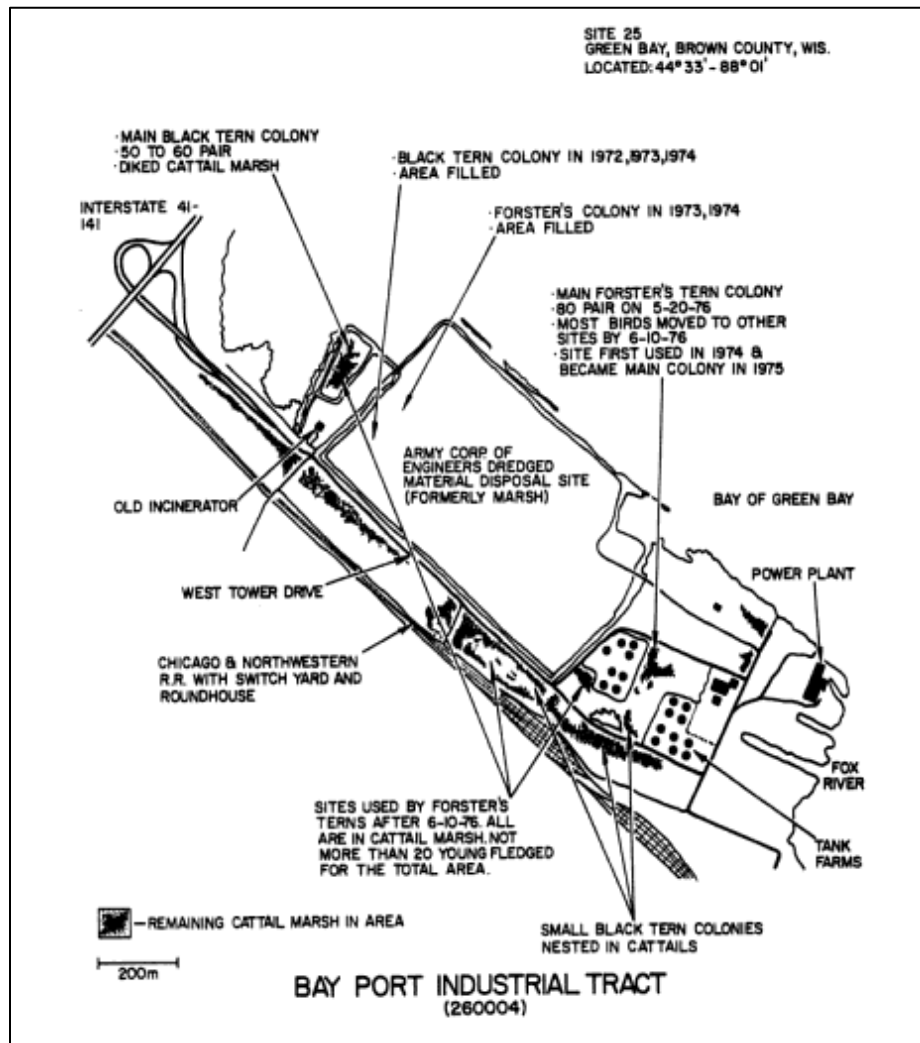 SITE 25
GREEN BAY, BROWN COUNTY, WIS.
LOCATED: 44° 33' - 88° 01'
·MAIN BLACK TERN COLONY
·50 TO 60 PAIR
·DIKED CATTAIL MARSH
·BLACK TERN COLONY IN 1972,1973,1974
·AREA FILLED
INTERSTATE 41-
141
·FORSTER'S COLONY IN 1973,1974
·AREA FILLED
·MAIN FORSTER'S TERN COLONY
·80 PAIR ON 5-20-76
·MOST BIRDS MOVED TO OTHER
SITES BY 6-10-76
·SITE FIRST USED IN 1974 &
BECAME MAIN COLONY IN 1975
ARMY CORP. OF
ENGINEERS DREDGED
MATERIAL DISPOSAL SITE
(FORMERLY MARSH)
OLD INCINERATOR
BAY OF GREEN BAY
WEST TOWER DRIVE
POWER PLANT
CHICAGO & NORTHWESTERN
R.R. WITH SWITCH YARD AND
ROUNDHOUSE
FOX
RIVER
SITES USED BY FORSTER'S
TERNS AFTER 6-10-76. ALL
ARE IN CATTAIL MARSH. NOT
MORE THAN 20 YOUNG FLEDGED
FOR THE TOTAL AREA.
TANK
FARMS
SMALL BLACK TERN COLONIES
NESTED IN CATTAILS
-REMAINING CATTAIL MARSH IN AREA
200m
BAY PORT INDUSTRIAL TRACT
(260004)